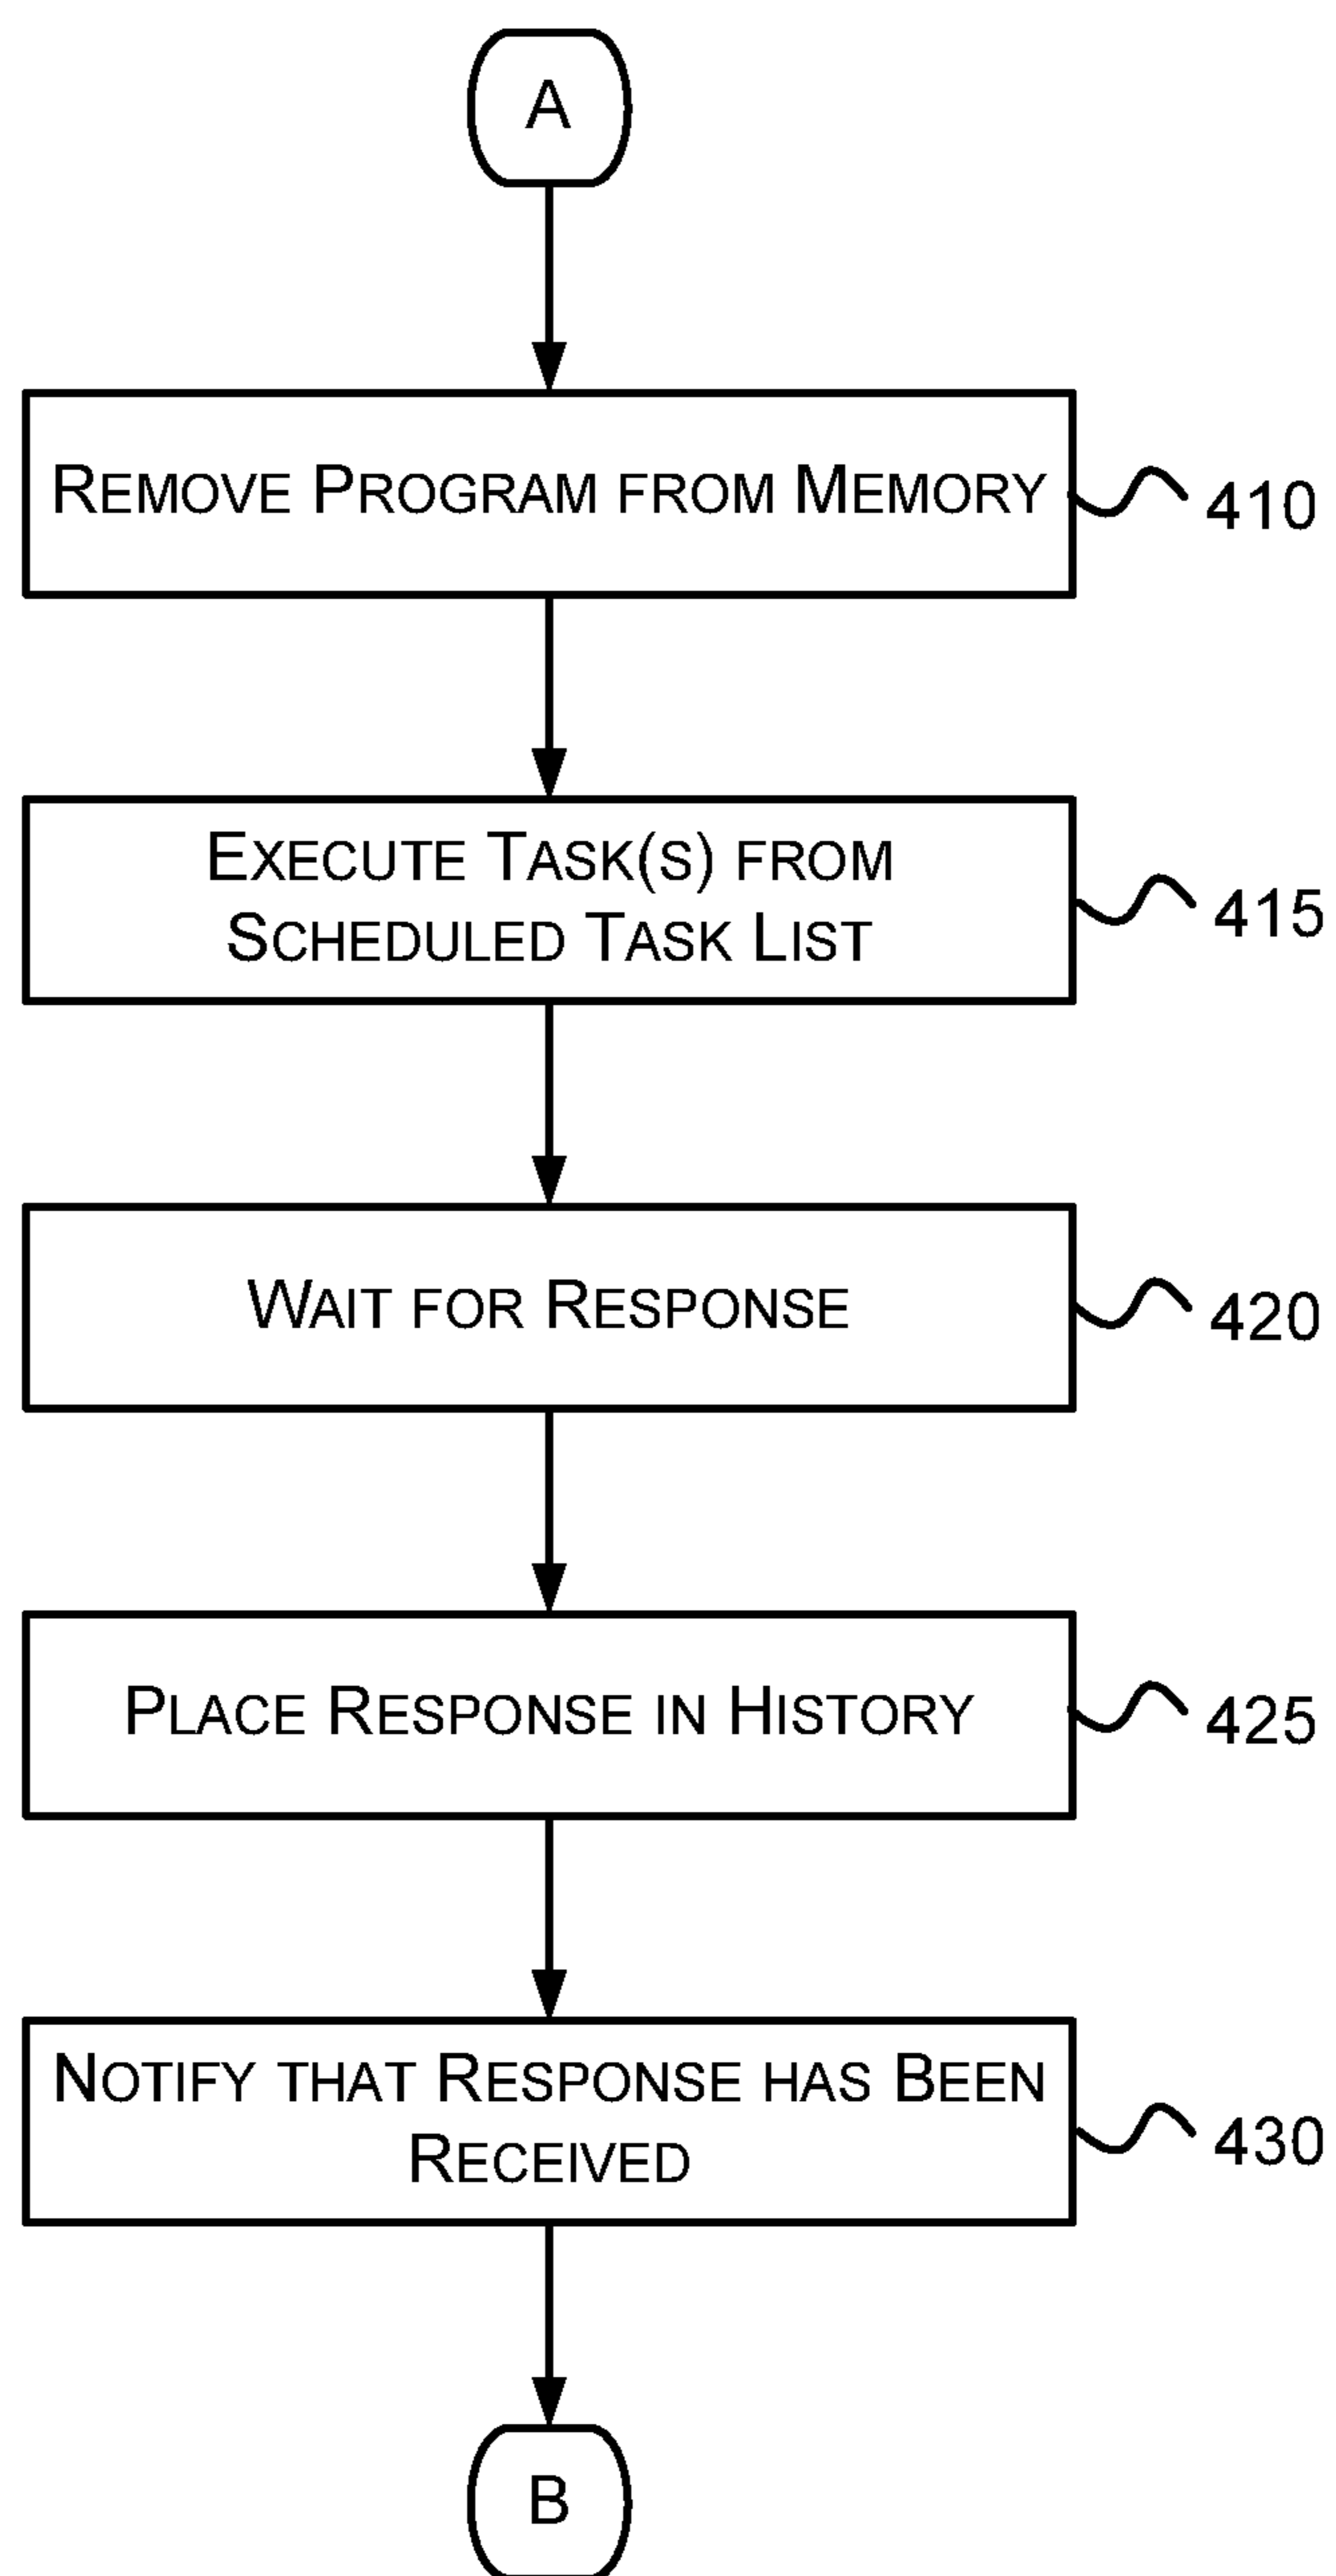 A
REMOVE PROGRAM FROM MEMORY
410
EXECUTE TASK(S) FROM
SCHEDULED TASK LIST
415
WAIT FOR RESPONSE
420
PLACE RESPONSE IN HISTORY
425
NOTIFY THAT RESPONSE HAS BEEN
RECEIVED
430
B